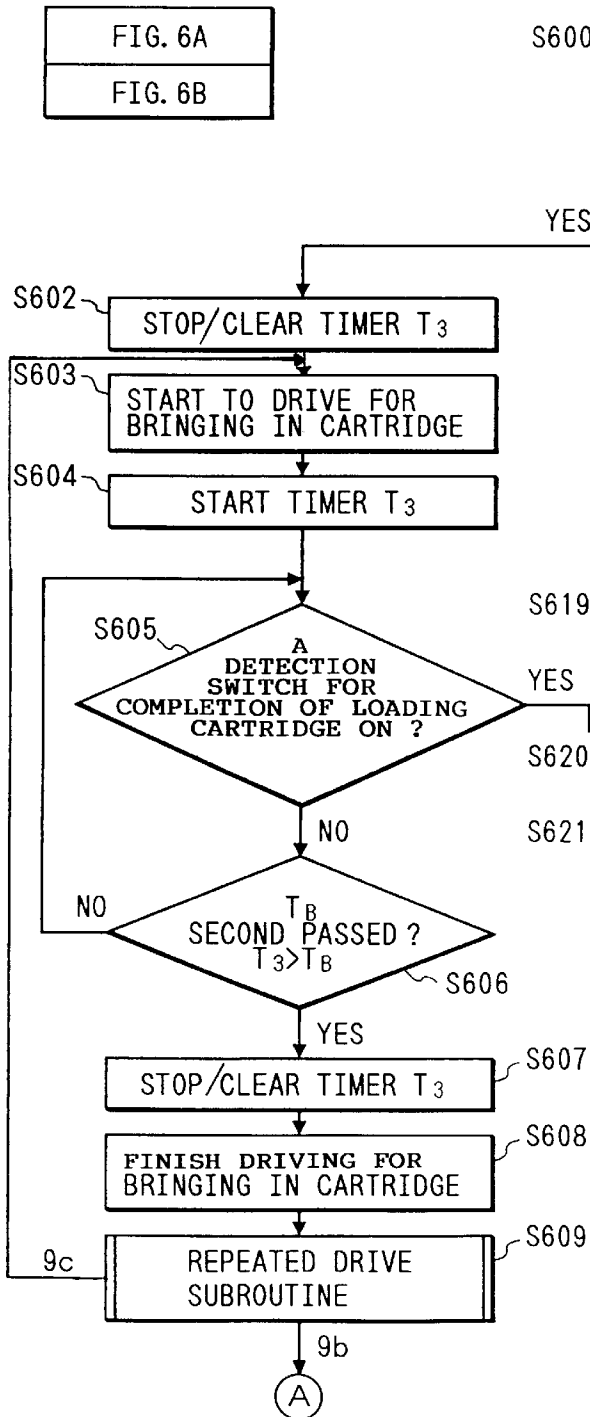 FIG. 6A
S600
FIG. 6B
YES
S602
STOP/CLEAR TIMER T3
S603
START TO DRIVE FOR
BRINGING IN CARTRIDGE
S604
START TIMER T3
S619
S605
A
DETECTION
SWITCH FOR
COMPLETION OF LOADING
CARTRIDGE ON ?
YES
S620
NO
S621
NO
TB
SECOND PASSED ?
T3>TB
S606
YES
STOP/CLEAR TIMER T3
S607
FINISH DRIVING FOR
BRINGING IN CARTRIDGE
S608
9c
REPEATED DRIVE
SUBROUTINE
S609
9b
A